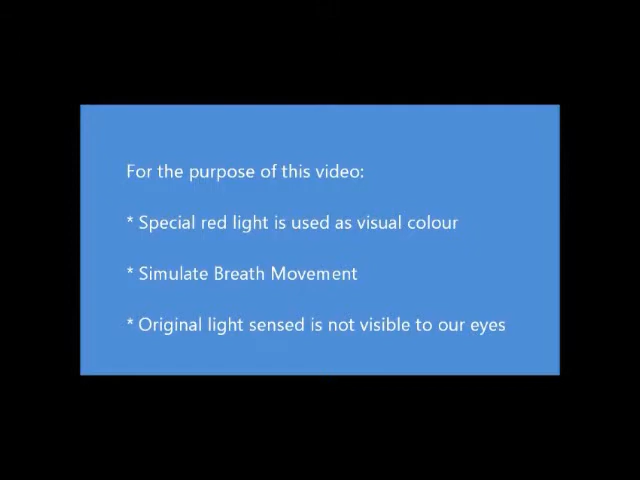 For the purpose of this video:
* Special red light is used as visual colour
* Simulate Breath Movement
* Original light sensed is not visible to our eyes